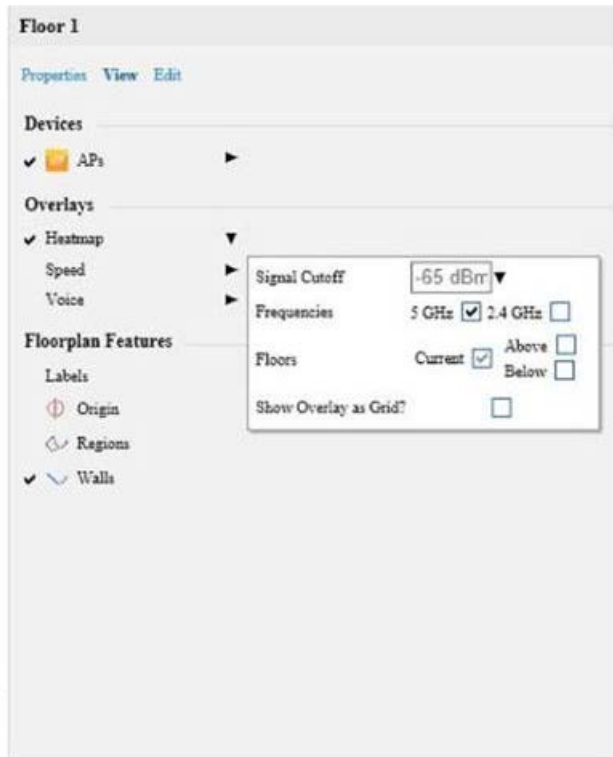 Floor 1
Properties View Edit
Devices
APs
Overlays
Heatmap
Speed
Voice
Signal Cutoff -65 dBm
Frequencies 5 GHz 2.4 GHz
Floors Current Above
Below
Show Overlay as Grid?
Floorplan Features
Labels
Origin
Regions
Walls